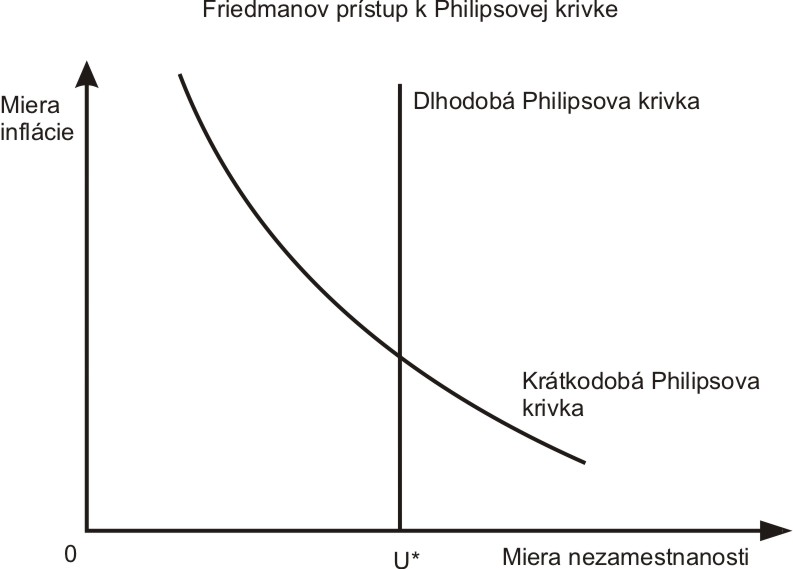 Friedmanov prístup k Philipsovej krivke
Miera
inflácie
Dlhodobá Philipsova krivka
Krátkodobá Philipsova
krivka
0
U*
Miera nezamestnanosti